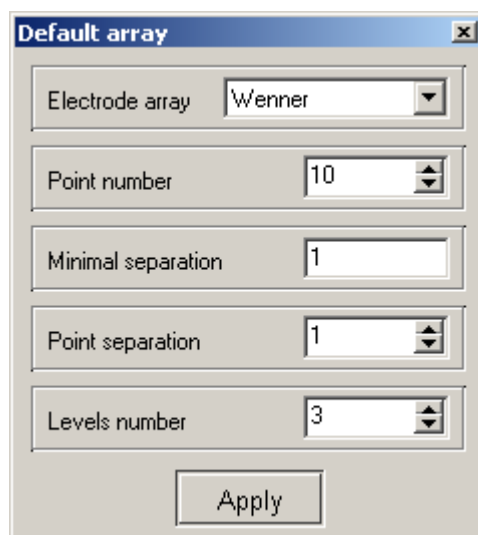 Default array
Electrode array Wenner
Point number 10
Minimal separation 1
Point separation 1
Levels number 3
Apply